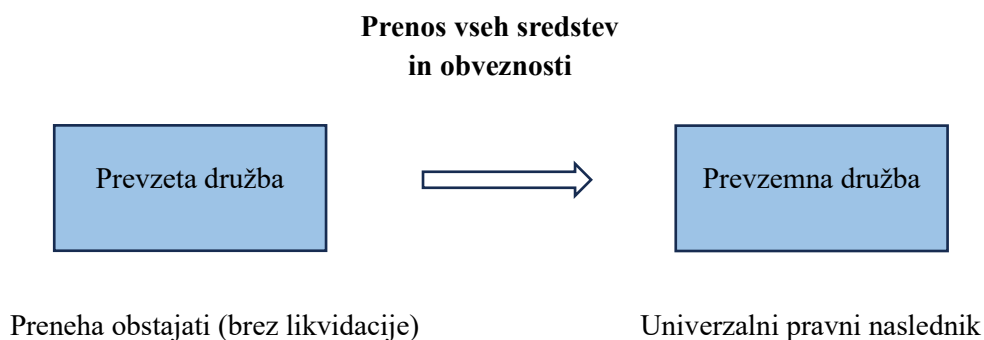 Prenos vseh sredstev
in obveznosti
Prevzeta družba
Prevzemna družba
Preneha obstajati (brez likvidacije)
Univerzalni pravni naslednik